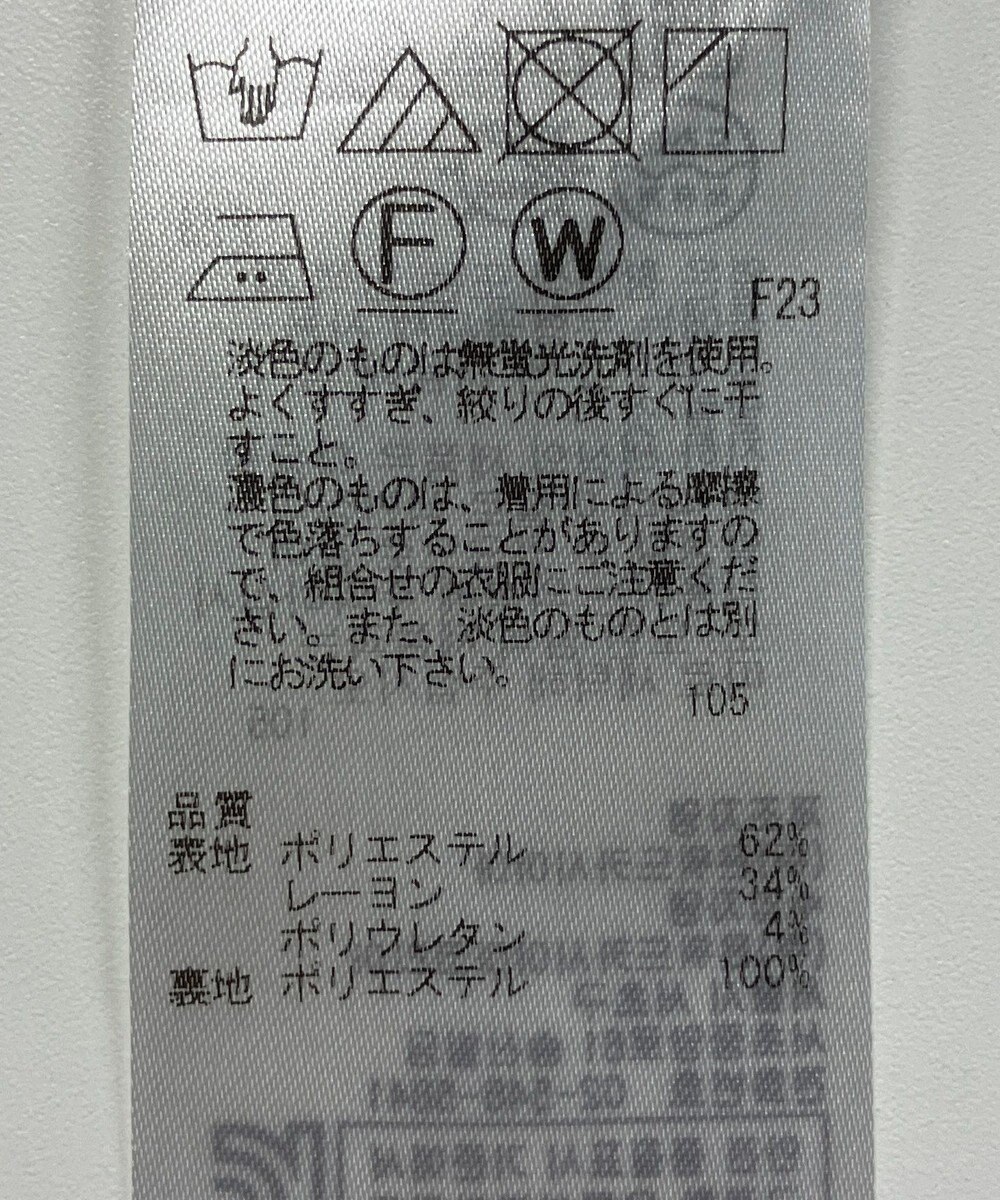 F
W
F23
淡色のものは無蛍光洗剤を使用。
よくすすぎ、絞りの後すぐに干
すこと。
濃色のものは、着用による摩擦
で色落ちすることがありますの
で、組合せの衣服にご注意くだ
さい。また、淡色のものとは別
にお洗い下さい。
105
品質
表地 ポリエステル 62%
レーヨン 34%
ポリウレタン 4%
裏地 ポリエステル 100%